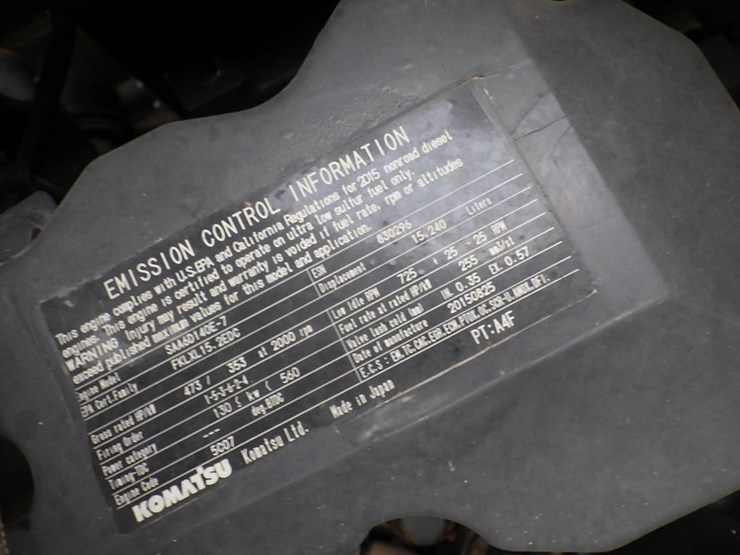 EMISSION CONTROL INFORMATION
This engine complies with U.S.EPA and California Regulations for 2015 nonroad diesel
engines. This engine is certified to operate on ultra low sulfur fuel only.
WARNING Injury may result and warranty is voided if fuel rate, rpm or altitudes
exceed published maximum values for this model and application.
Engine Model SAA6D140E-7 ESN 630296
EPA Cert.Family FKLXL15.2EDC Displacement 15.240 Liters
Gross rated HP/kW 473 / 353 at 2000 rpm Low Idle RPM 725 + 25 - 25 RPM
Firing Order 1-5-3-6-2-4 Fuel rate at rated HP/kW 255 mm3/st
Power category 130 ≤ kW ≤ 560 Valve lash cold (mm) IN. 0.35 EX. 0.57
Timing-TDC --- deg.BTDC Date of manufacture 20150825
Engine Code 5G07 E.C.S : EM,TC,CAC,EGR,ECM,PTOX,OC,SCR-U,AMOX,DFI.
KOMATSU Komatsu Ltd. Made in Japan PT:A4F